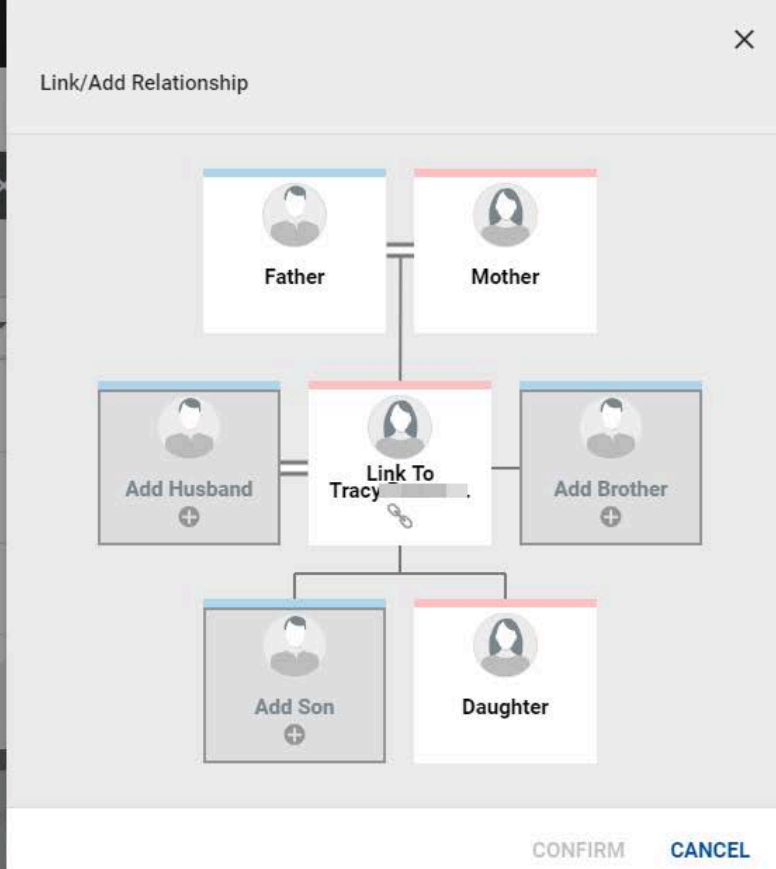 Link/Add Relationship
Father
Mother
Add Husband
Link To
Tracy .
Add Brother
Add Son
Daughter
CONFIRM
CANCEL